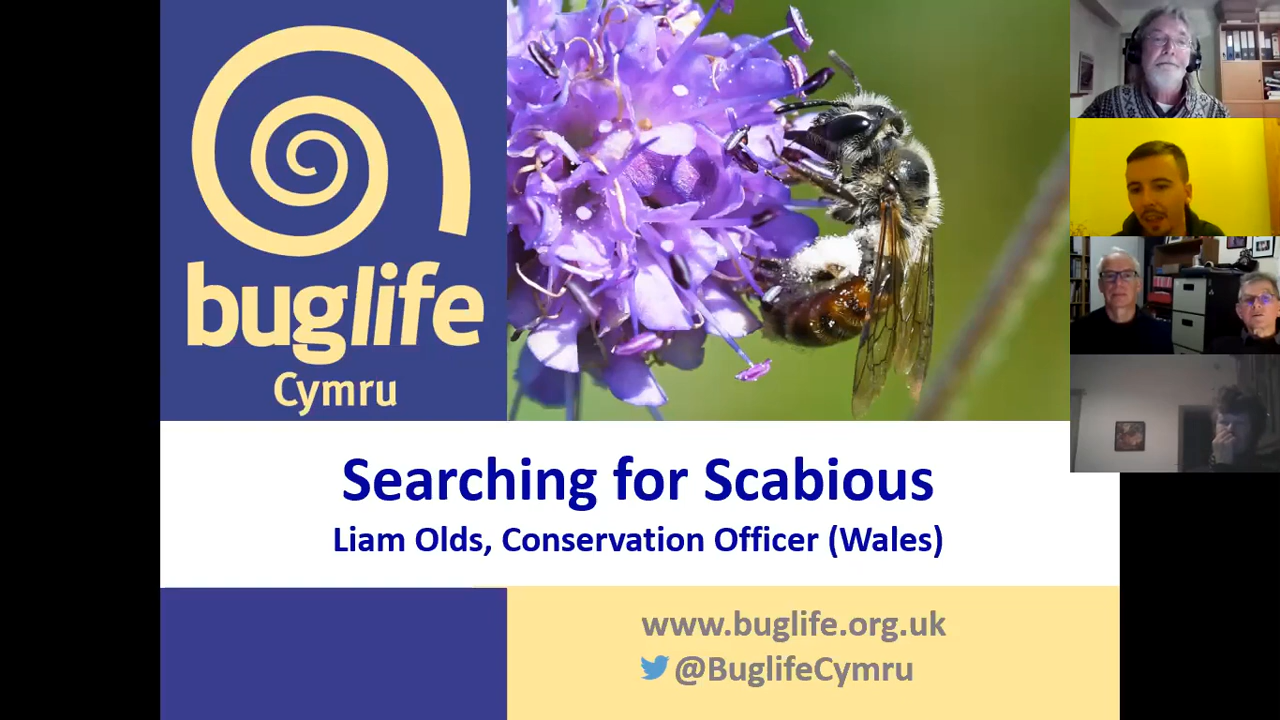 buglife
Cymru
Searching for Scabious
Liam Olds, Conservation Officer (Wales)
www.buglife.org.uk
@BuglifeCymru